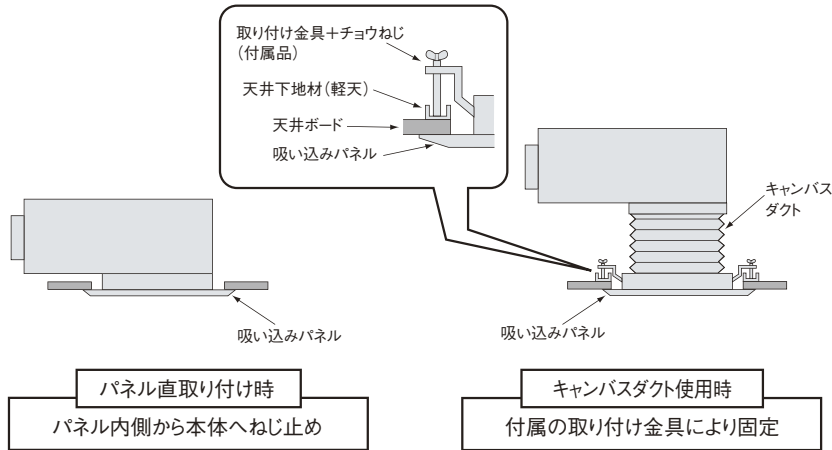 取り付け金具＋チョウねじ
（付属品）
天井下地材（軽天）
天井ボード
吸い込みパネル
キャンバス
ダクト
吸い込みパネル
吸い込みパネル
パネル直取り付け時
パネル内側から本体へねじ止め
キャンバスダクト使用時
付属の取り付け金具により固定